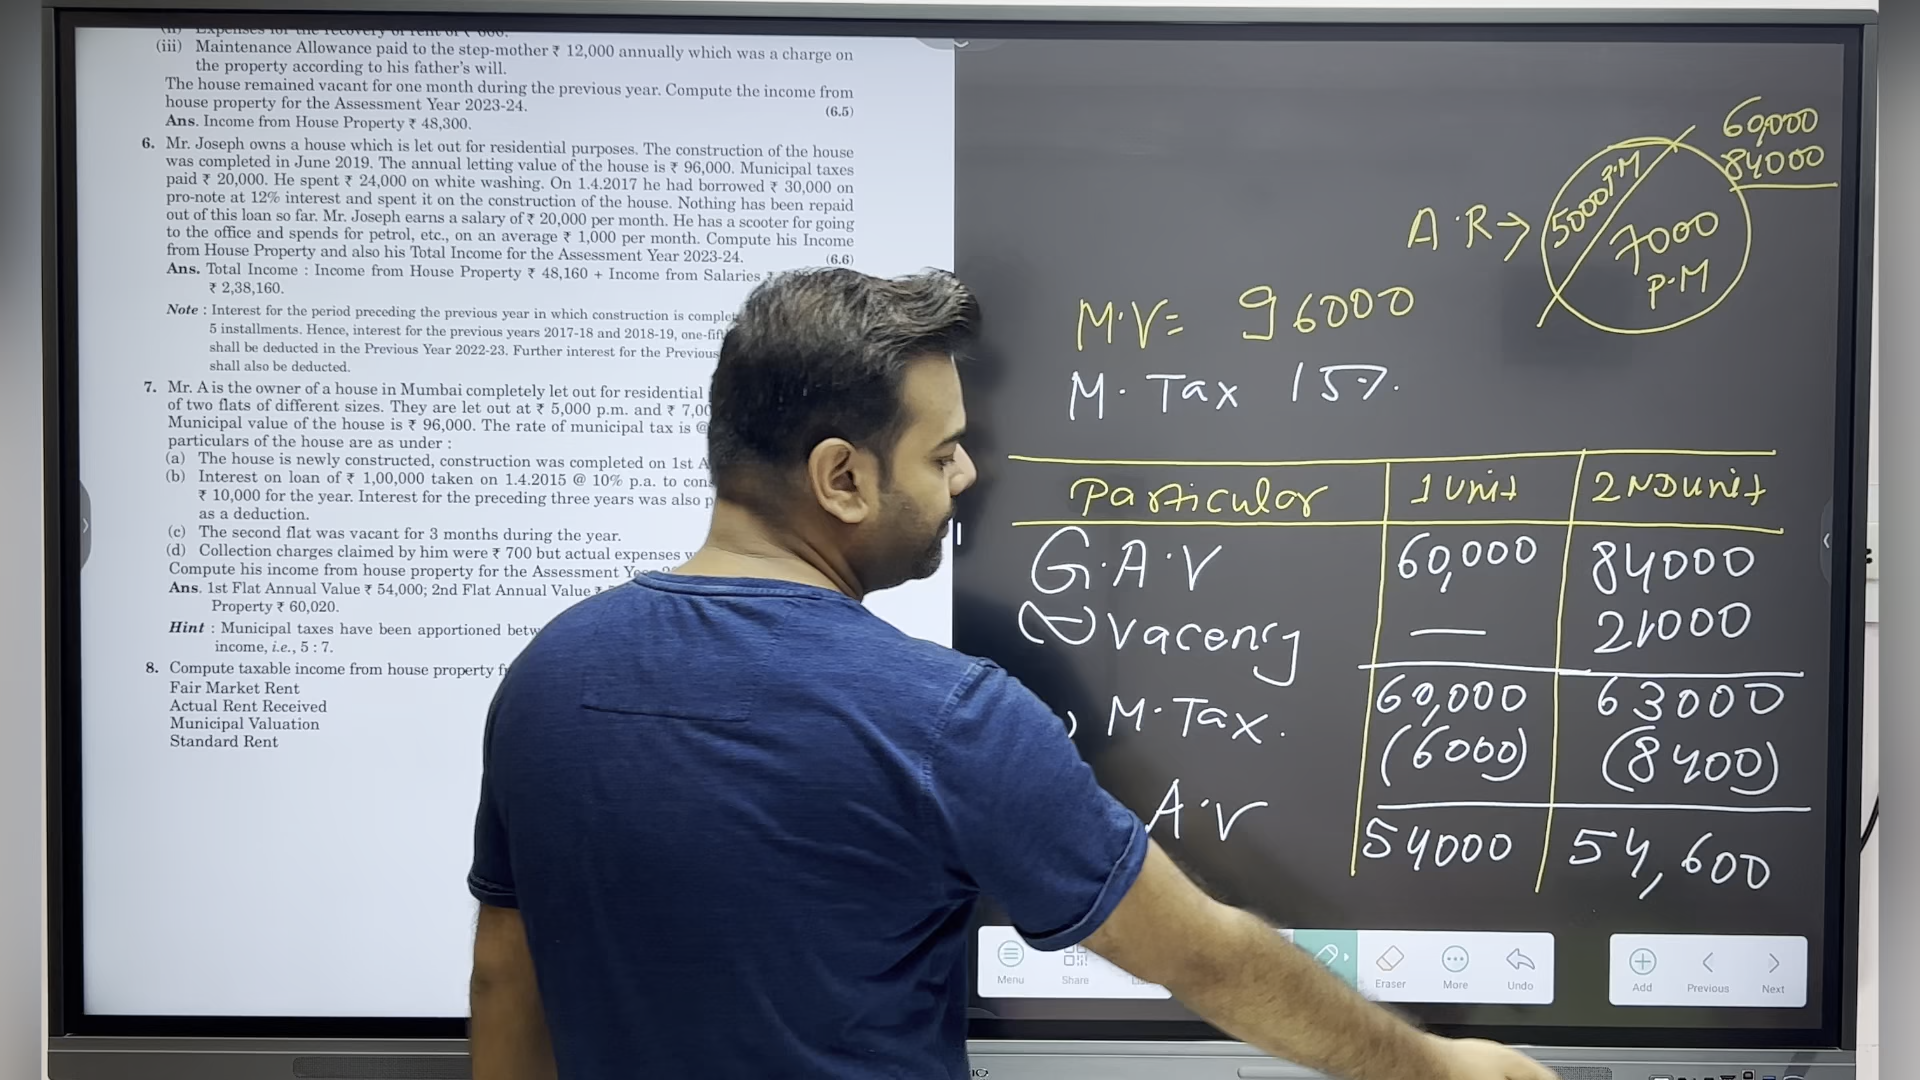 (iii) Maintenance Allowance paid to the step-mother ₹ 12,000 annually which was a charge on
the property according to his father's will.
The house remained vacant for one month during the previous year. Compute the income from
house property for the Assessment Year 2023-24. (6.5)
Ans. Income from House Property ₹ 48,300.
6. Mr. Joseph owns a house which is let out for residential purposes. The construction of the house
was completed in June 2019. The annual letting value of the house is ₹ 96,000. Municipal taxes
paid ₹ 20,000. He spent ₹ 24,000 on white washing. On 1.4.2017 he had borrowed ₹ 30,000 on
pro-note at 12% interest and spent it on the construction of the house. Nothing has been repaid
out of this loan so far. Mr. Joseph earns a salary of ₹ 20,000 per month. He has a scooter for going
to the office and spends for petrol, etc., on an average ₹ 1,000 per month. Compute his Income
from House Property and also his Total Income for the Assessment Year 2023-24. (6.6)
Ans. Total Income : Income from House Property ₹ 48,160 + Income from Salaries
₹ 2,38,160.
Note : Interest for the period preceding the previous year in which construction is
5 installments. Hence, interest for the previous years 2017-18 and 2018-19,
shall be deducted in the Previous Year 2022-23. Further interest for the Previous
shall also be deducted.
7. Mr. A is the owner of a house in Mumbai completely let out for residential
of two flats of different sizes. They are let out at ₹ 5,000 p.m. and ₹
Municipal value of the house is ₹ 96,000. The rate of municipal tax is @
particulars of the house are as under :
(a) The house is newly constructed, construction was completed on 1st
(b) Interest on loan of ₹ 1,00,000 taken on 1.4.2015 @ 10% p.a. to
₹ 10,000 for the year. Interest for the preceding three years was also
as a deduction.
(c) The second flat was vacant for 3 months during the year.
(d) Collection charges claimed by him were ₹ 700 but actual expenses
Compute his income from house property for the Assessment
Ans. 1st Flat Annual Value ₹ 54,000; 2nd Flat Annual Value
Property ₹ 60,020.
Hint : Municipal taxes have been apportioned
income, i.e., 5 : 7.
8. Compute taxable income from house property
Fair Market Rent
Actual Rent Received
Municipal Valuation
Standard Rent
60,000
84000
A.R→ 5000 P.M
7000
P.M
M.V= 96000
M. Tax 15%.
Particular 1 Unit 2ND Unit
G.A.V 60,000 84000
(-) Vacency — 21000
60,000 63000
M. Tax. (6000) (8400)
A.V 54000 54,600
Menu Share Eraser More Undo Add Previous Next